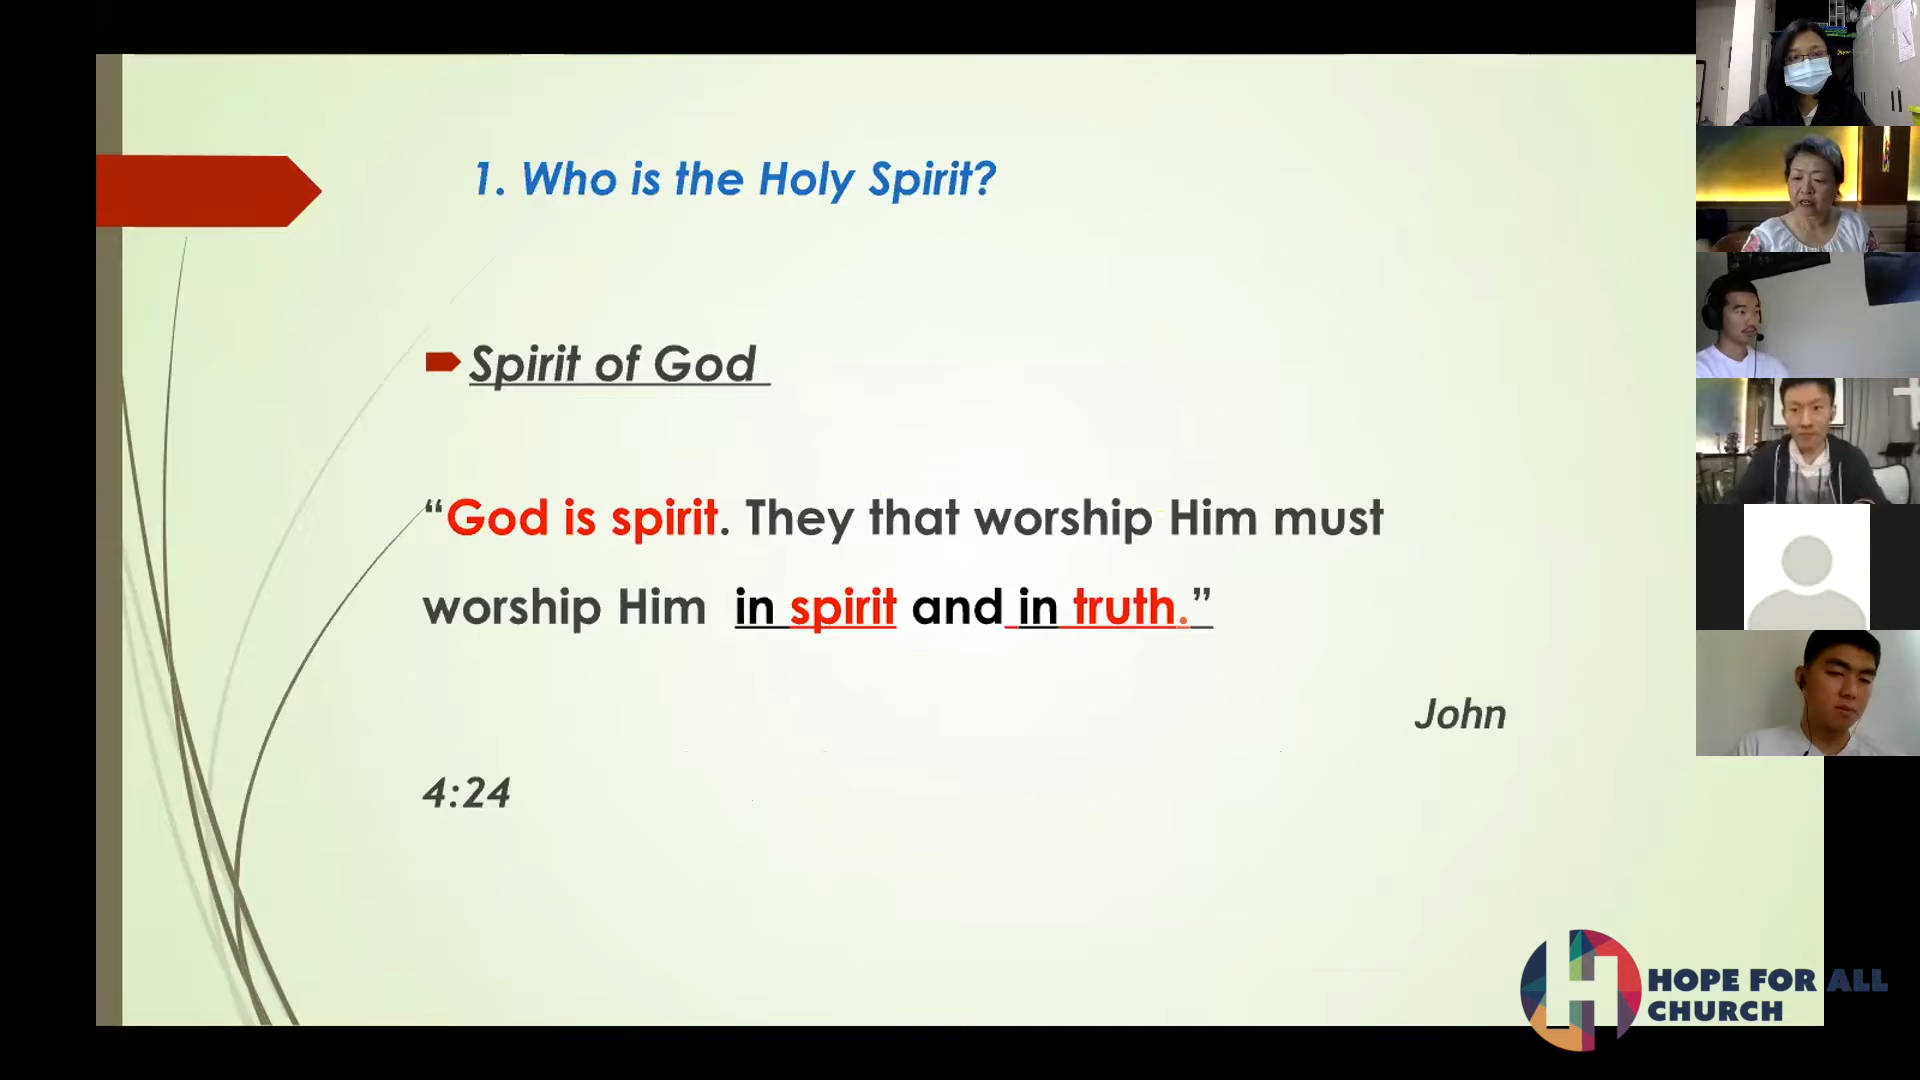 1. Who is the Holy Spirit?
Spirit of God
“God is spirit. They that worship Him must
worship Him in spirit and in truth.”
John
4:24
HOPE FOR ALL
CHURCH